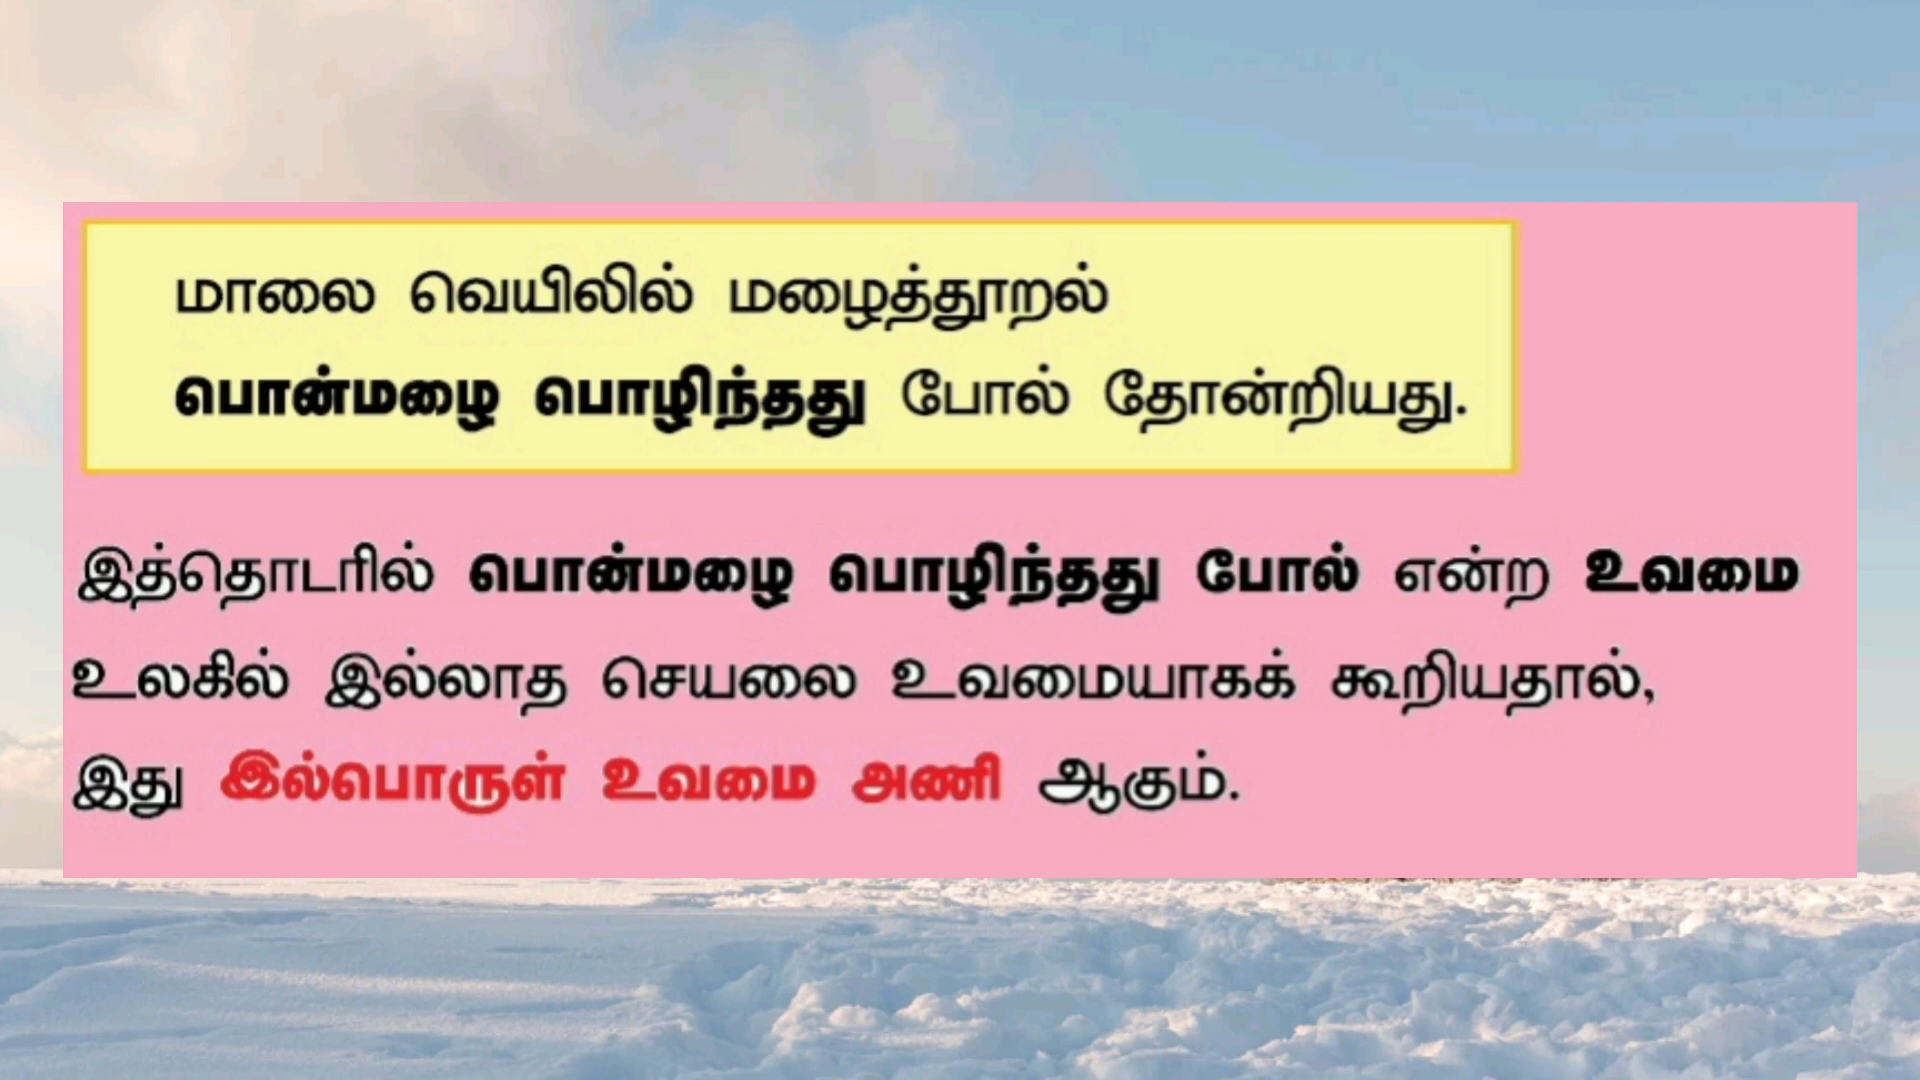 மாலை வெயிலில் மழைத்தூறல்
பொன்மழை பொழிந்தது போல் தோன்றியது.
இத்தொடரில் பொன்மழை பொழிந்தது போல் என்ற உவமை
உலகில் இல்லாத செயலை உவமையாகக் கூறியதால்,
இது இல்பொருள் உவமை அணி ஆகும்.